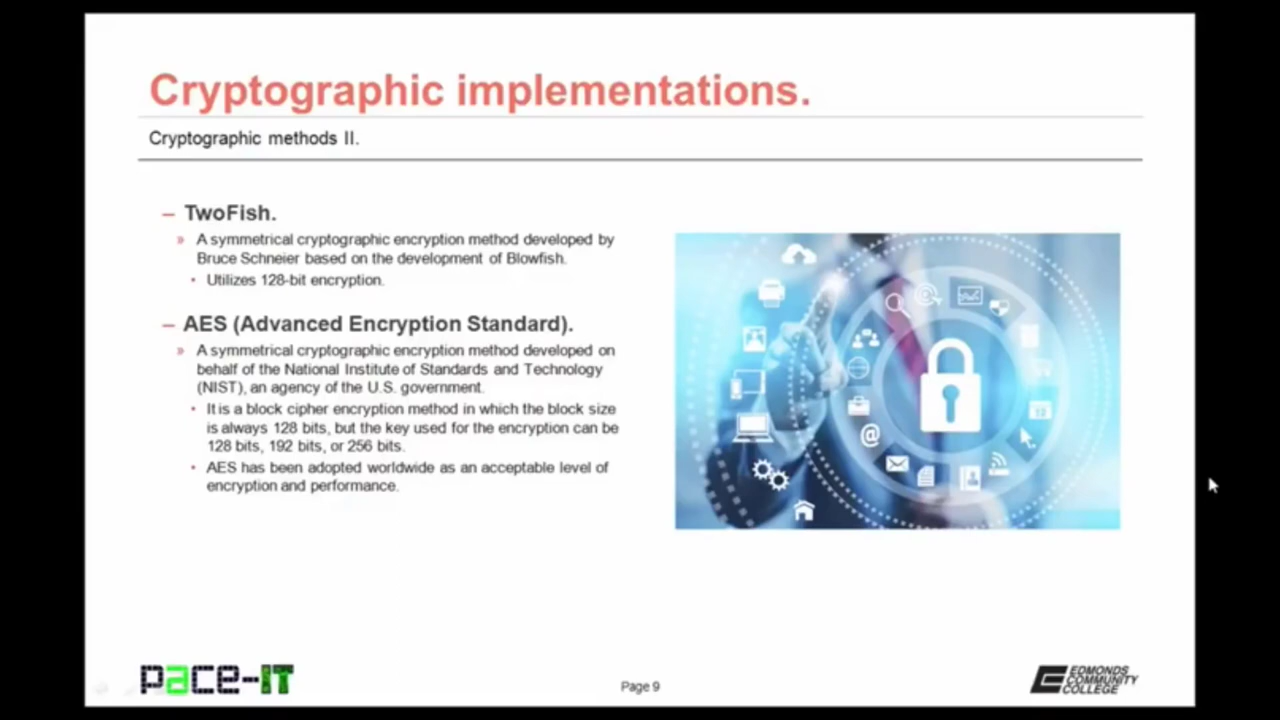 Cryptographic implementations.
Cryptographic methods II.
– TwoFish.
» A symmetrical cryptographic encryption method developed by
Bruce Schneier based on the development of Blowfish.
• Utilizes 128-bit encryption.
– AES (Advanced Encryption Standard).
» A symmetrical cryptographic encryption method developed on
behalf of the National Institute of Standards and Technology
(NIST), an agency of the U.S. government.
• It is a block cipher encryption method in which the block size
is always 128 bits, but the key used for the encryption can be
128 bits, 192 bits, or 256 bits.
• AES has been adopted worldwide as an acceptable level of
encryption and performance.
@
12
pace-IT
Page 9
EDMONDS
COMMUNITY
COLLEGE